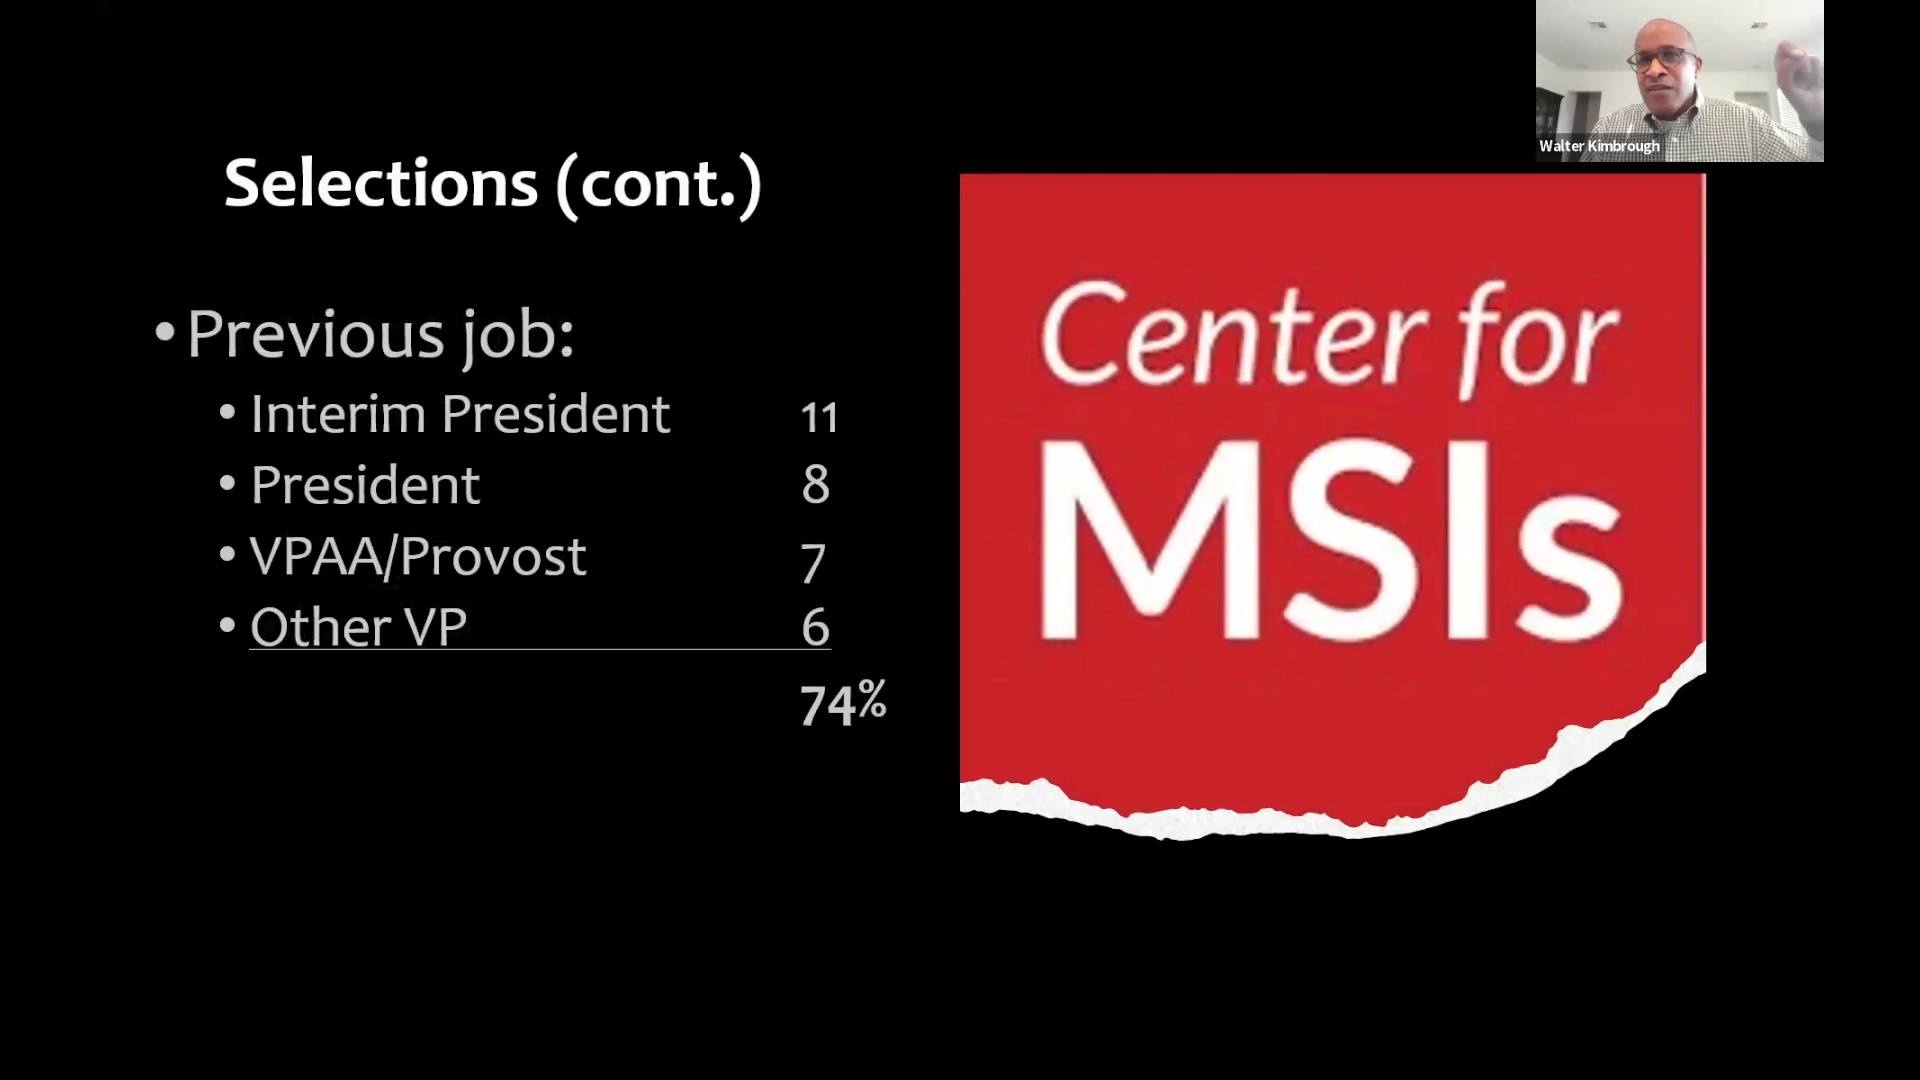 Walter Kimbrough
Selections (cont.)
• Previous job:
• Interim President 11
• President 8
• VPAA/Provost 7
• Other VP 6
74%
Center for
MSIs